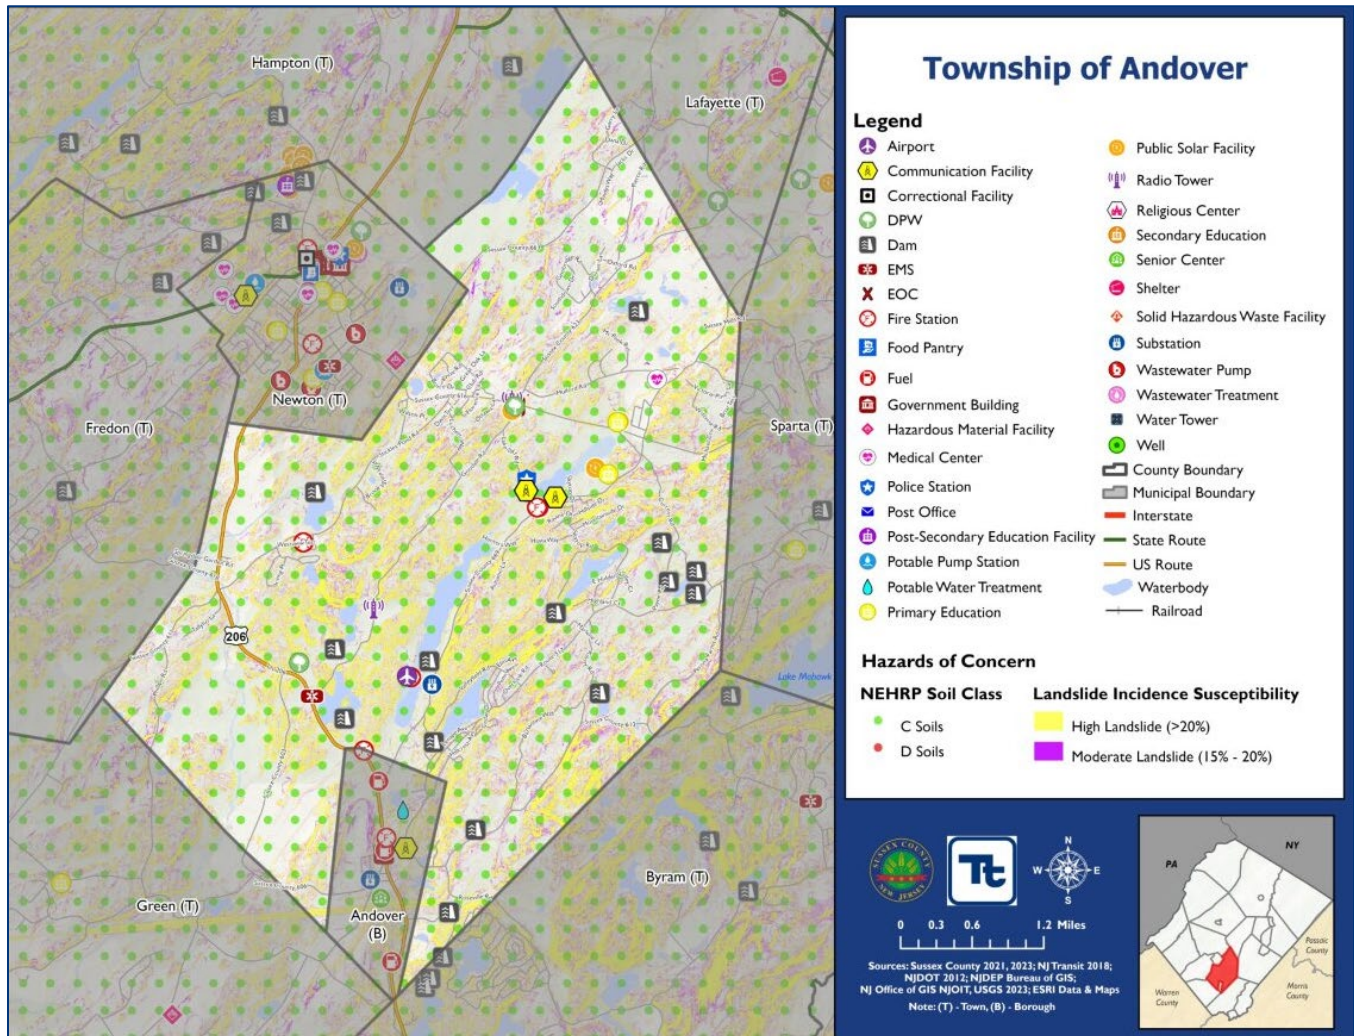 Hampton (T)
Lafayette (T)
Newton (T)
Fredon (T)
Sparta (T)
206
Lake Mohawk
Green (T)
Andover
(B)
Byram (T)
Township of Andover
Legend
Airport
Communication Facility
Correctional Facility
DPW
Dam
EMS
EOC
Fire Station
Food Pantry
Fuel
Government Building
Hazardous Material Facility
Medical Center
Police Station
Post Office
Post-Secondary Education Facility
Potable Pump Station
Potable Water Treatment
Primary Education
Public Solar Facility
Radio Tower
Religious Center
Secondary Education
Senior Center
Shelter
Solid Hazardous Waste Facility
Substation
Wastewater Pump
Wastewater Treatment
Water Tower
Well
County Boundary
Municipal Boundary
Interstate
State Route
US Route
Waterbody
Railroad
Hazards of Concern
NEHRP Soil Class
C Soils
D Soils
Landslide Incidence Susceptibility
High Landslide (>20%)
Moderate Landslide (15% - 20%)
SUSSEX COUNTY
NEW JERSEY
Tt
N
W
E
S
0 0.3 0.6 1.2 Miles
Sources: Sussex County 2021, 2023; NJ Transit 2018;
NJDOT 2012; NJDEP Bureau of GIS;
NJ Office of GIS NJOIT, USGS 2023; ESRI Data & Maps
Note: (T) - Town, (B) - Borough
PA
NY
Passaic
County
Warren
County
Morris
County